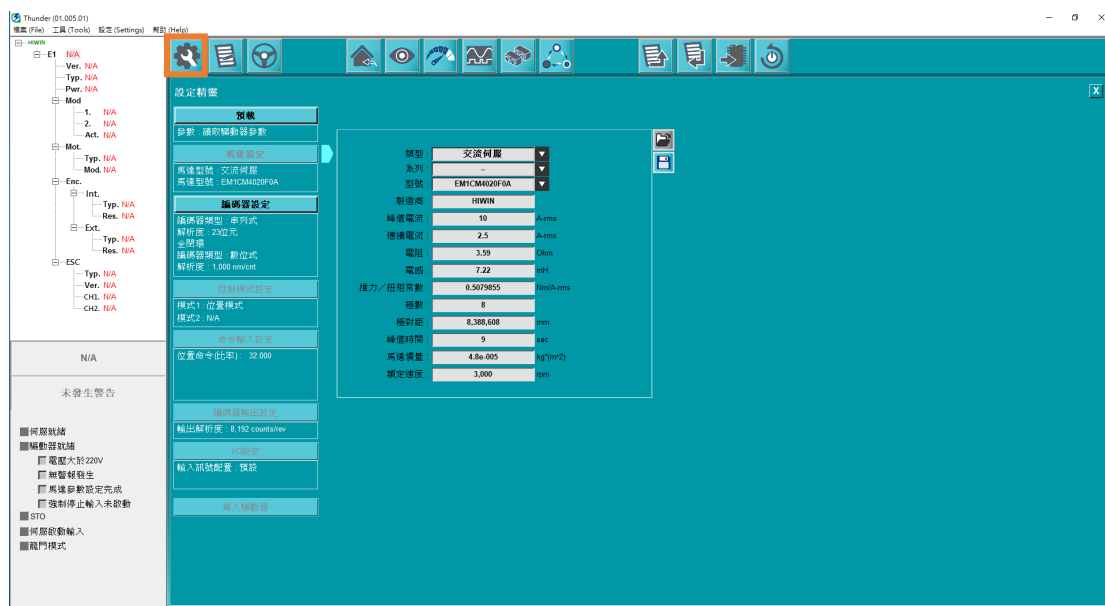 Thunder (01.005.01)
檔案 (File) 工具 (Tools) 設定 (Settings) 幫助 (Help)
HIWIN
E1 N/A
Ver. N/A
Typ. N/A
Pwr. N/A
Mod
1. N/A
2. N/A
Act. N/A
Mot.
Typ. N/A
Mod. N/A
Enc.
Int.
Typ. N/A
Res. N/A
Ext.
Typ. N/A
Res. N/A
ESC
Typ. N/A
Ver. N/A
CH1. N/A
CH2. N/A
N/A
未發生警告
伺服就緒
驅動器就緒
電壓大於220V
無警報發生
馬達參數設定完成
強制停止輸入未啟動
STO
伺服啟動輸入
龍門模式
設定精靈
X
預載
參數 : 讀取驅動器參數
馬達設定
馬達型號 : 交流伺服
馬達型號 : EM1CM4020F0A
編碼器設定
編碼器類型 : 串列式
解析度 : 23位元
全閉環
編碼器類型 : 數位式
解析度 : 1,000 nm/cnt
控制模式設定
模式1 : 位置模式
模式2 : N/A
命令輸入設定
位置命令(比率) : 32.000
編碼器輸出設定
輸出解析度 : 8,192 counts/rev
I/O設定
輸入訊號配置 : 預設
寫入驅動器
類型 : 交流伺服
系列 : --
型號 : EM1CM4020F0A
製造商 : HIWIN
峰值電流 : 10 A-rms
連續電流 : 2.5 A-rms
電阻 : 3.59 Ohm
電感 : 7.22 mH
推力／扭矩常數 : 0.5079855 Nm/A-rms
極數 : 8
極對距 : 8,388,608 mm
峰值時間 : 9 sec
馬達慣量 : 4.8e-005 kg*(m^2)
額定速度 : 3,000 rpm